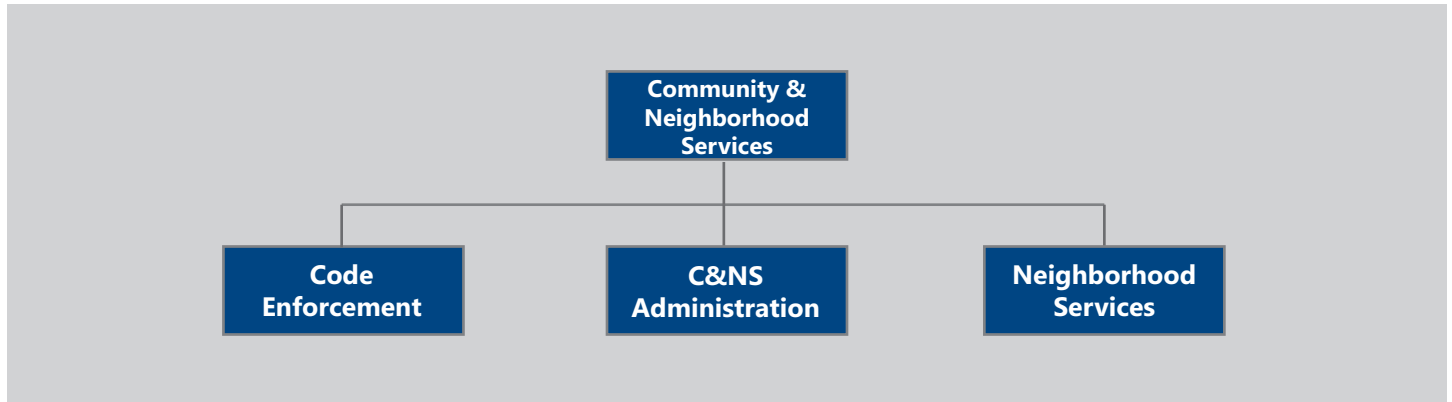 Community &
Neighborhood
Services
Code
Enforcement
C&NS
Administration
Neighborhood
Services